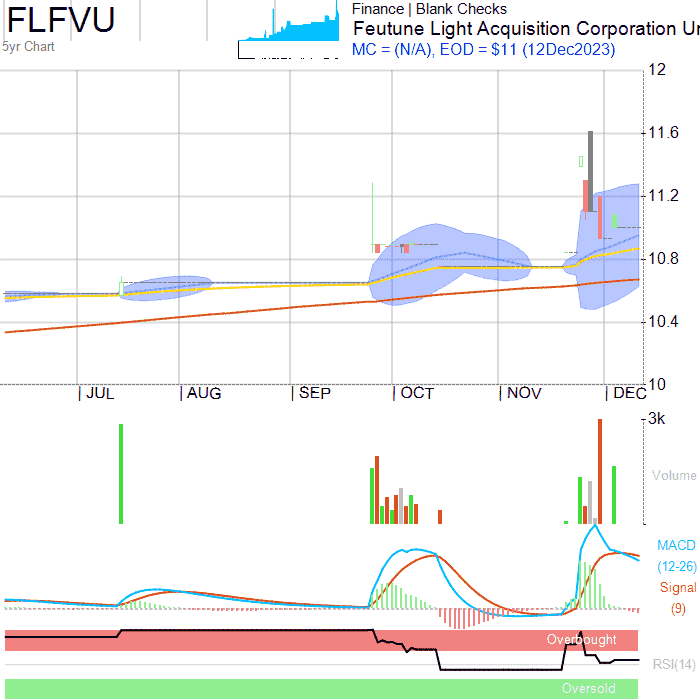 FLFVU
5yr Chart
Finance | Blank Checks
Feutune Light Acquisition Corporation Un
MC = (N/A), EOD = $11 (12Dec2023)
12
11.6
11.2
10.8
10.4
10
JUL AUG SEP OCT NOV DEC
3k
Volume
MACD
(12-26)
Signal
(9)
Overbought
RSI(14)
Oversold